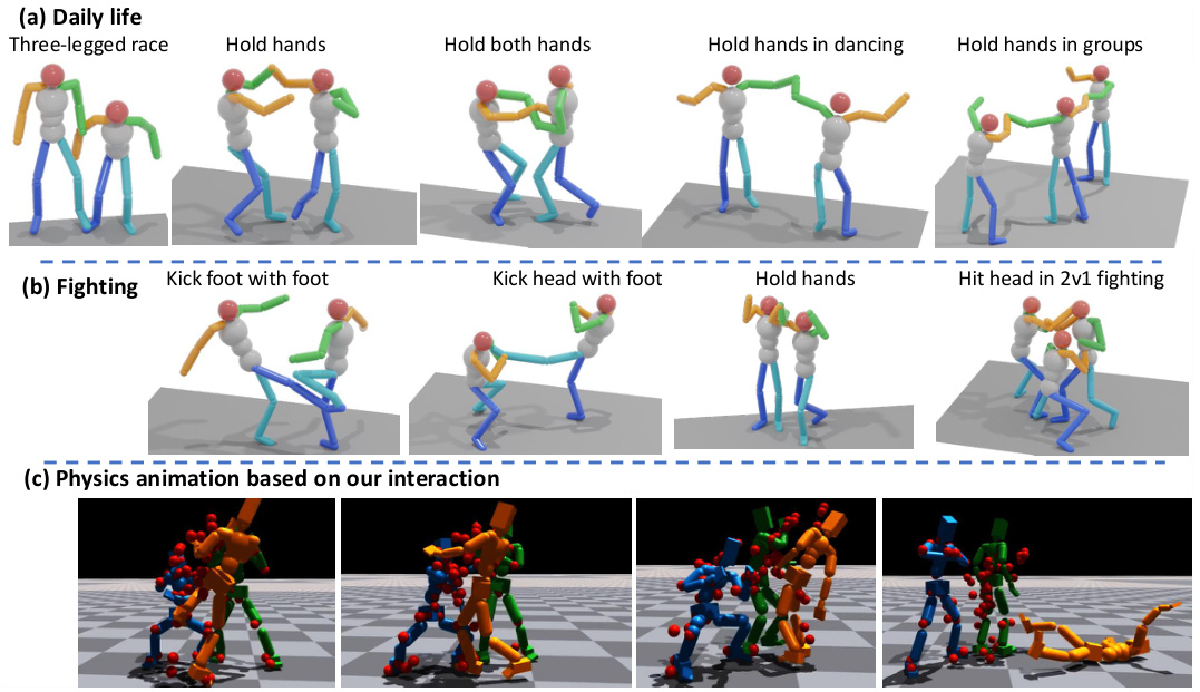 (a) Daily life
Three-legged race
Hold hands
Hold both hands
Hold hands in dancing
Hold hands in groups
(b) Fighting
Kick foot with foot
Kick head with foot
Hold hands
Hit head in 2v1 fighting
(c) Physics animation based on our interaction